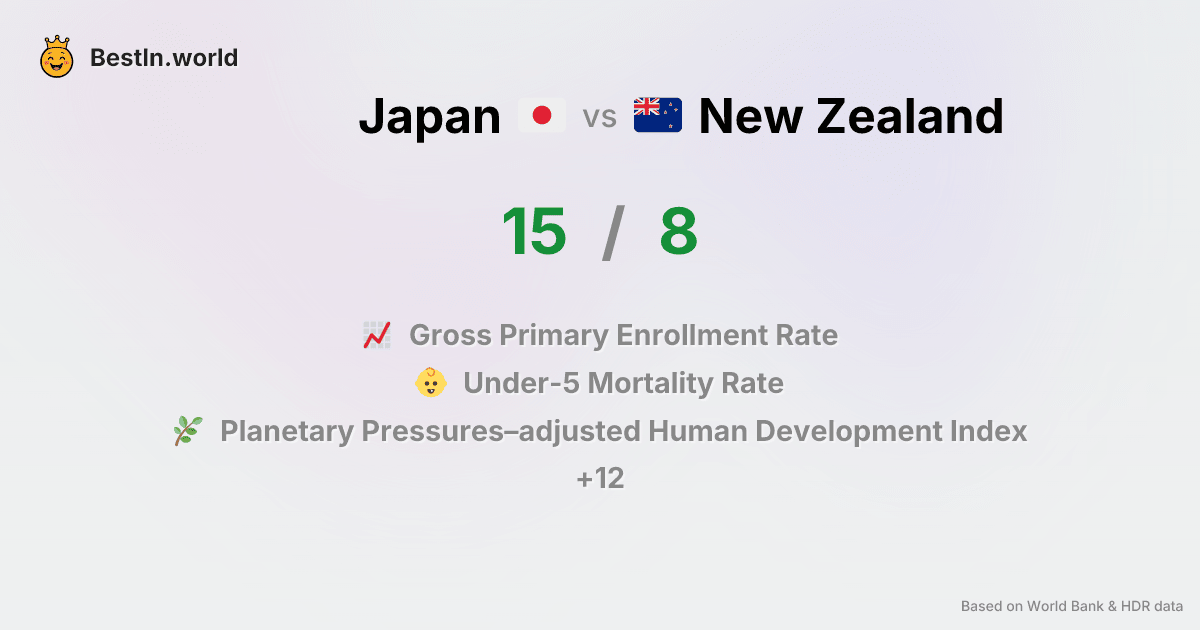 BestIn.world
Japan vs New Zealand
15 / 8
Gross Primary Enrollment Rate
Under-5 Mortality Rate
Planetary Pressures–adjusted Human Development Index
+12
Based on World Bank & HDR data